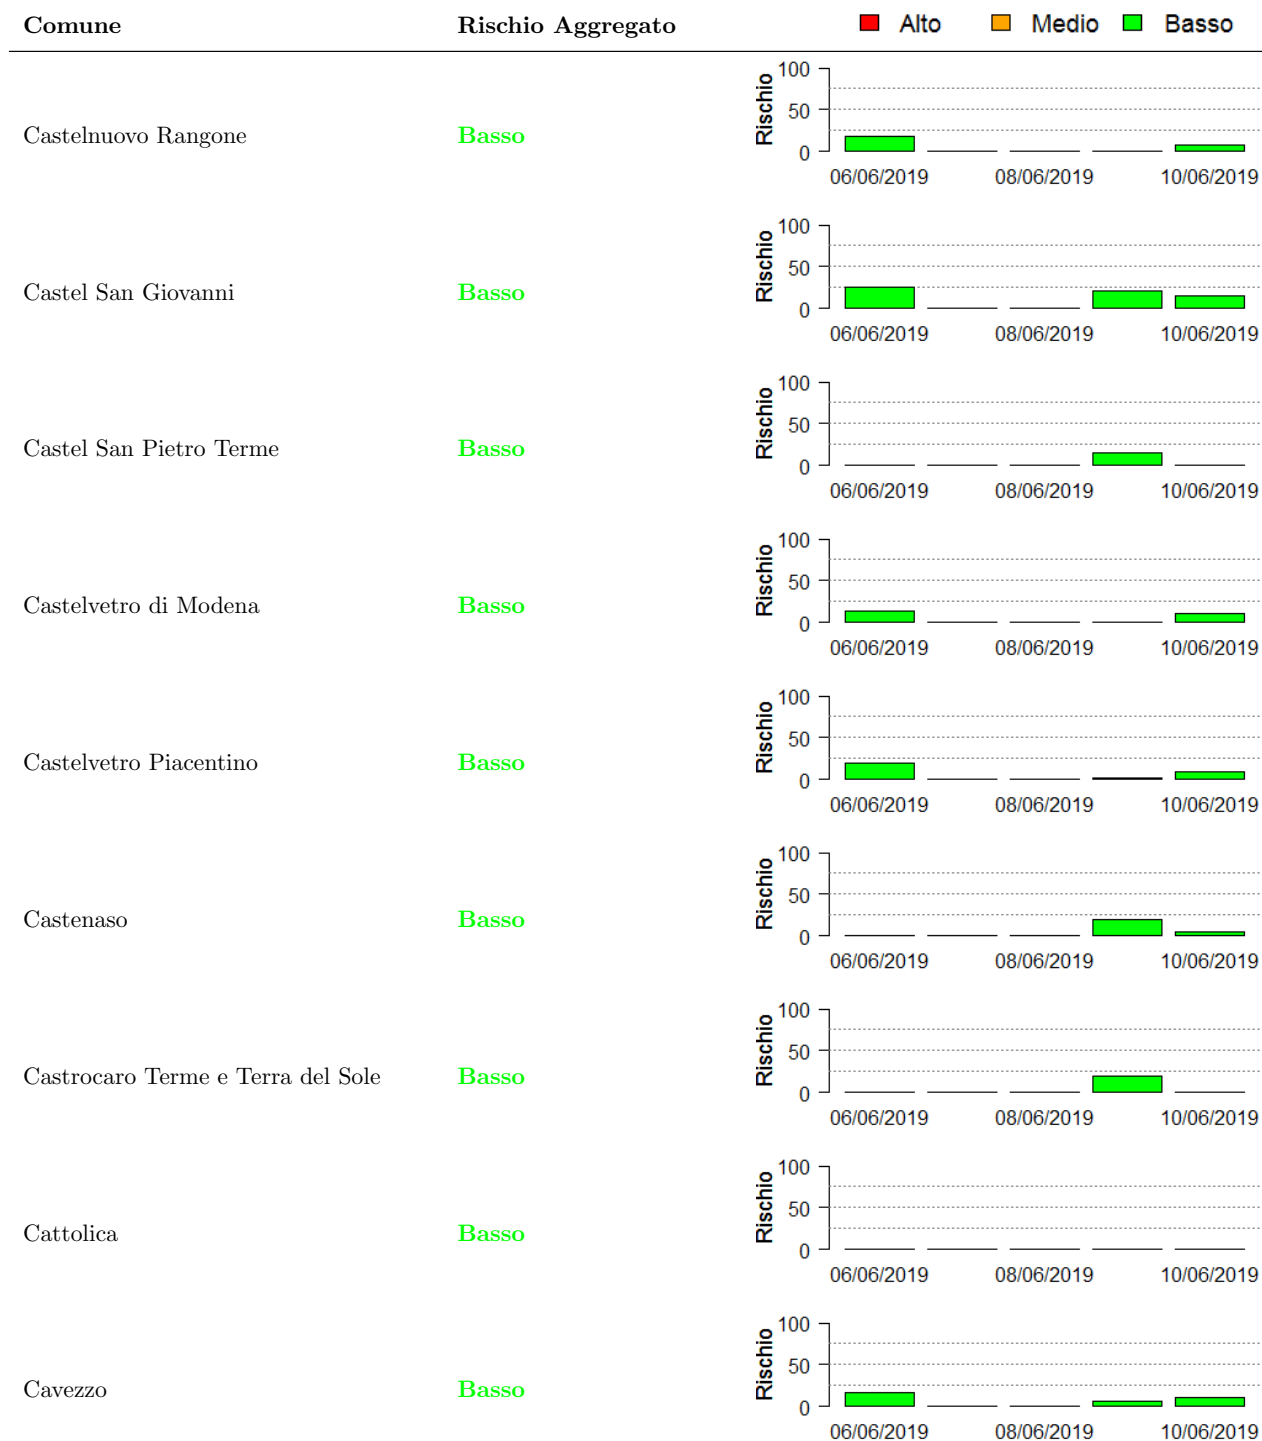 Comune Rischio Aggregato Alto Medio Basso
100
50
0
Rischio
Castelnuovo Rangone Basso
06/06/2019 08/06/2019 10/06/2019
100
50
0
Rischio
Castel San Giovanni Basso
06/06/2019 08/06/2019 10/06/2019
100
50
0
Rischio
Castel San Pietro Terme Basso
06/06/2019 08/06/2019 10/06/2019
100
50
0
Rischio
Castelvetro di Modena Basso
06/06/2019 08/06/2019 10/06/2019
100
50
0
Rischio
Castelvetro Piacentino Basso
06/06/2019 08/06/2019 10/06/2019
100
50
0
Rischio
Castenaso Basso
06/06/2019 08/06/2019 10/06/2019
100
50
0
Rischio
Castrocaro Terme e Terra del Sole Basso
06/06/2019 08/06/2019 10/06/2019
100
50
0
Rischio
Cattolica Basso
06/06/2019 08/06/2019 10/06/2019
100
50
0
Rischio
Cavezzo Basso
06/06/2019 08/06/2019 10/06/2019